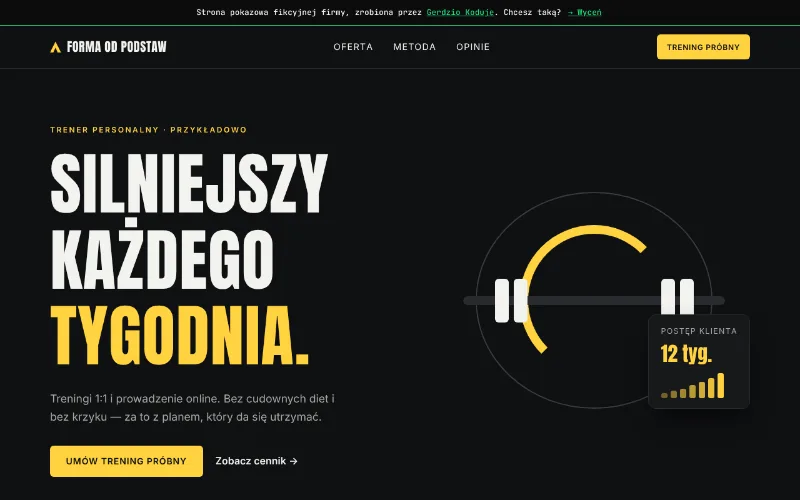 Strona pokazowa fikcyjnej firmy, zrobiona przez Gerdzio Koduje. Chcesz taką? → Wyceń
FORMA OD PODSTAW
OFERTA METODA OPINIE
TRENING PRÓBNY
TRENER PERSONALNY · PRZYKŁADOWO
SILNIEJSZY
KAŻDEGO
TYGODNIA.
POSTĘP KLIENTA
12 tyg.
Treningi 1:1 i prowadzenie online. Bez cudownych diet i
bez krzyku — za to z planem, który da się utrzymać.
UMÓW TRENING PRÓBNY
Zobacz cennik →